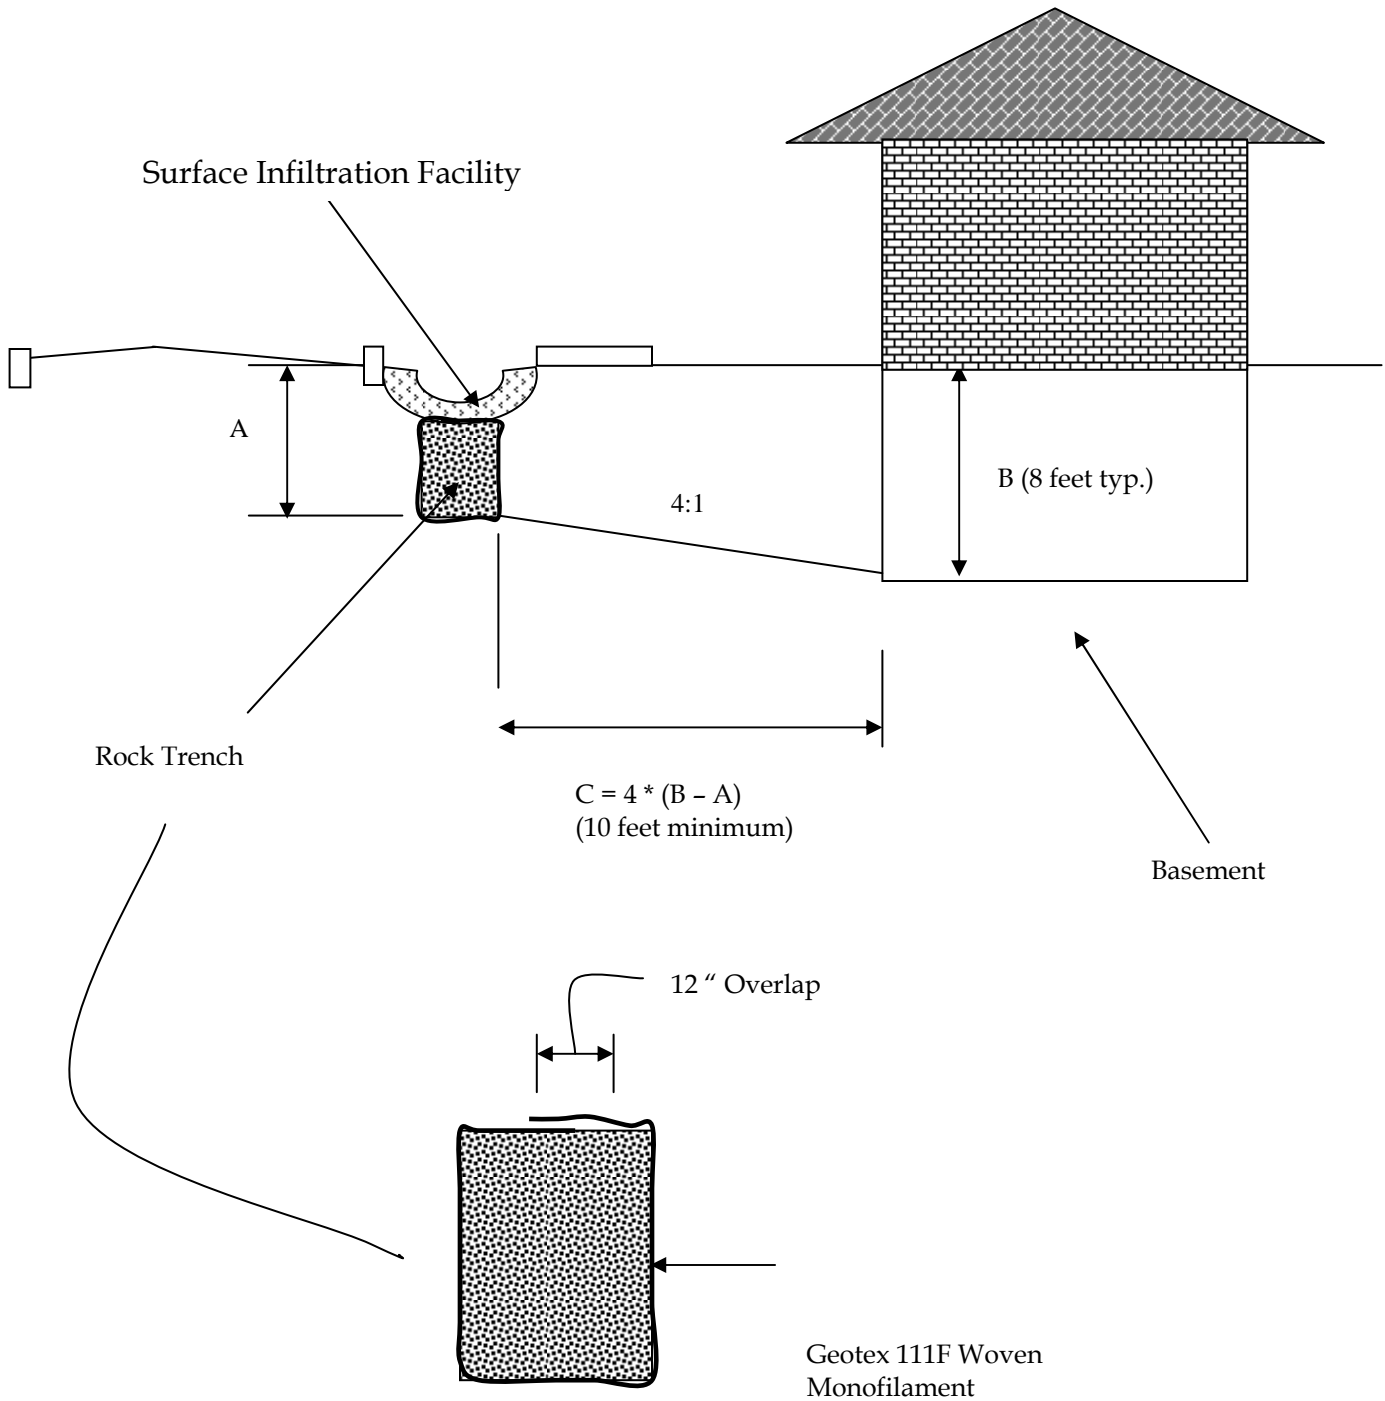 Surface Infiltration Facility
A
B (8 feet typ.)
4:1
Rock Trench
C = 4 * (B – A)
(10 feet minimum)
Basement
12 “ Overlap
Geotex 111F Woven
Monofilament